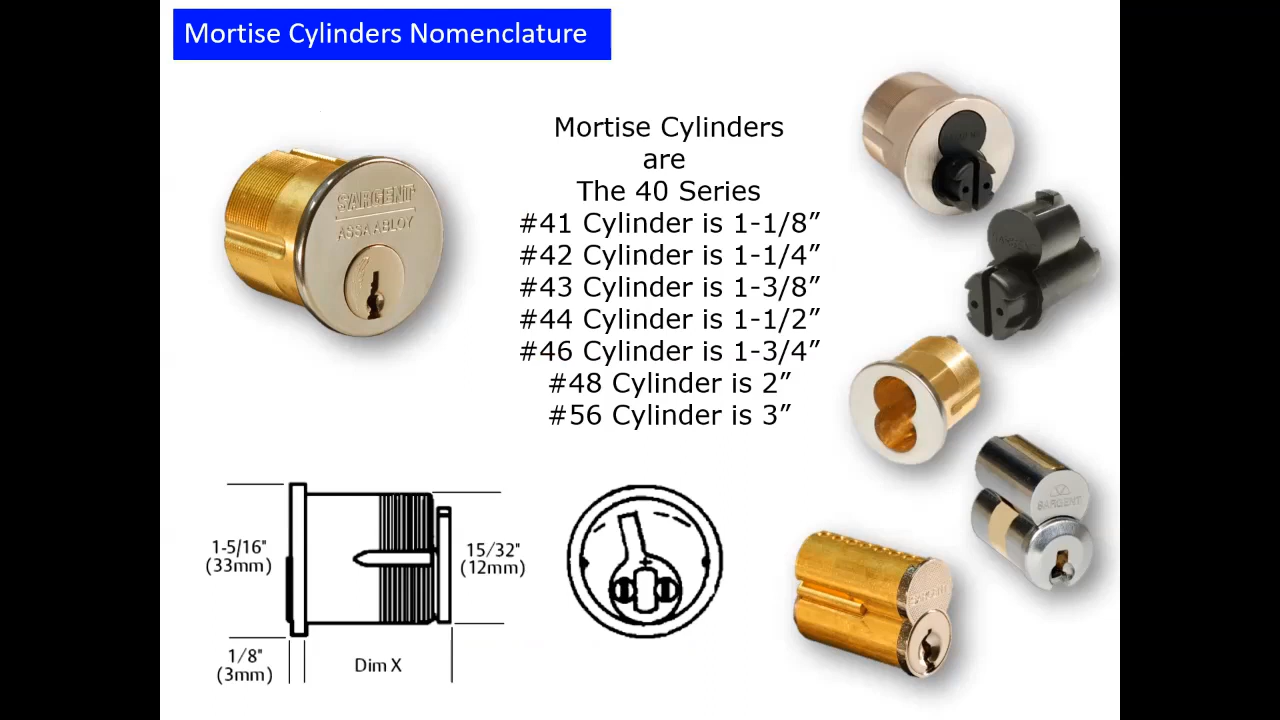 Mortise Cylinders Nomenclature
Mortise Cylinders
are
The 40 Series
#41 Cylinder is 1-1/8”
#42 Cylinder is 1-1/4”
#43 Cylinder is 1-3/8”
#44 Cylinder is 1-1/2”
#46 Cylinder is 1-3/4”
#48 Cylinder is 2”
#56 Cylinder is 3”
SARGENT
ASSA ABLOY
SARGENT
SARGENT
1-5/16"
(33mm)
15/32"
(12mm)
1/8"
(3mm)
Dim X